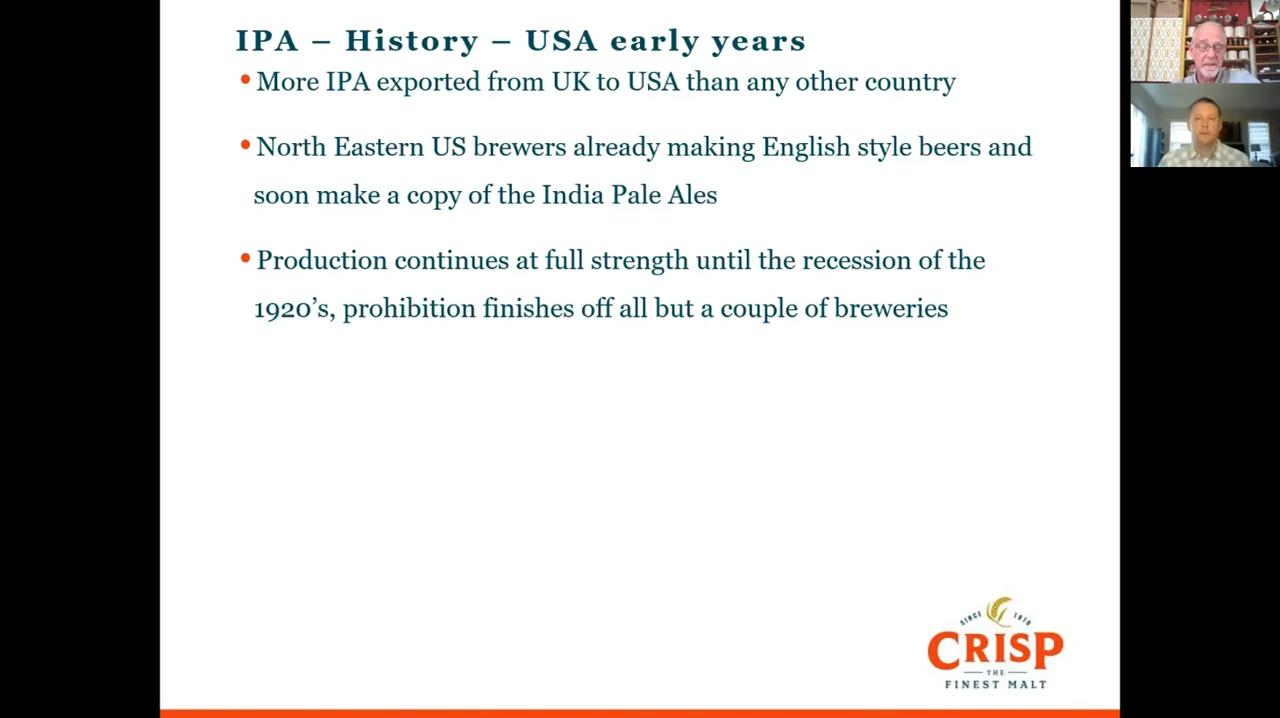 IPA – History – USA early years
•More IPA exported from UK to USA than any other country
•North Eastern US brewers already making English style beers and
soon make a copy of the India Pale Ales
•Production continues at full strength until the recession of the
1920’s, prohibition finishes off all but a couple of breweries
SINCE 1870
CRISP
THE
FINEST MALT